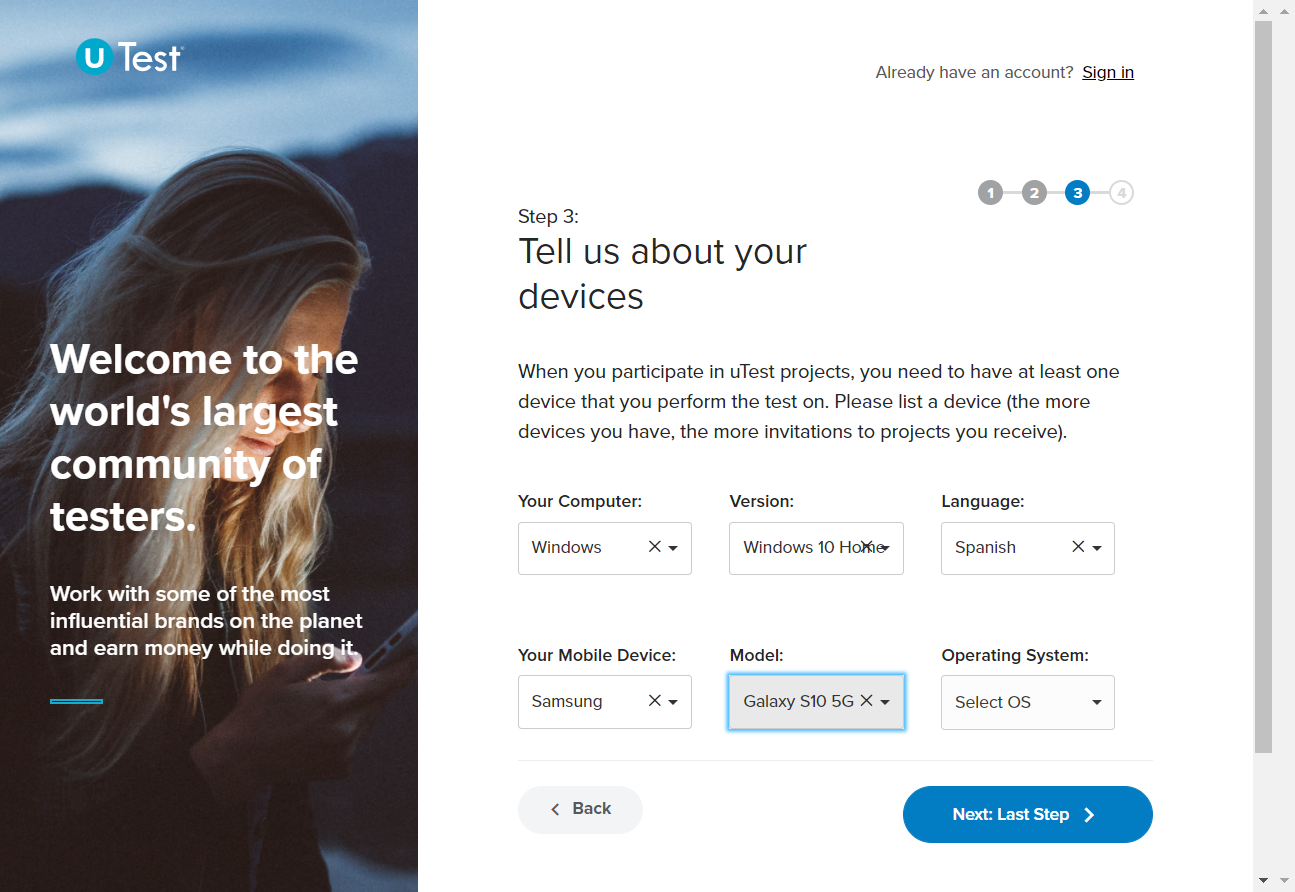 U Test
Already have an account? Sign in
1 2 3 4
Step 3:
Tell us about your
devices
Welcome to the
world's largest
community of
testers.
When you participate in uTest projects, you need to have at least one
device that you perform the test on. Please list a device (the more
devices you have, the more invitations to projects you receive).
Work with some of the most
influential brands on the planet
and earn money while doing it.
Your Computer: Version: Language:
Windows Windows 10 Home Spanish
Your Mobile Device: Model: Operating System:
Samsung Galaxy S10 5G Select OS
Back Next: Last Step